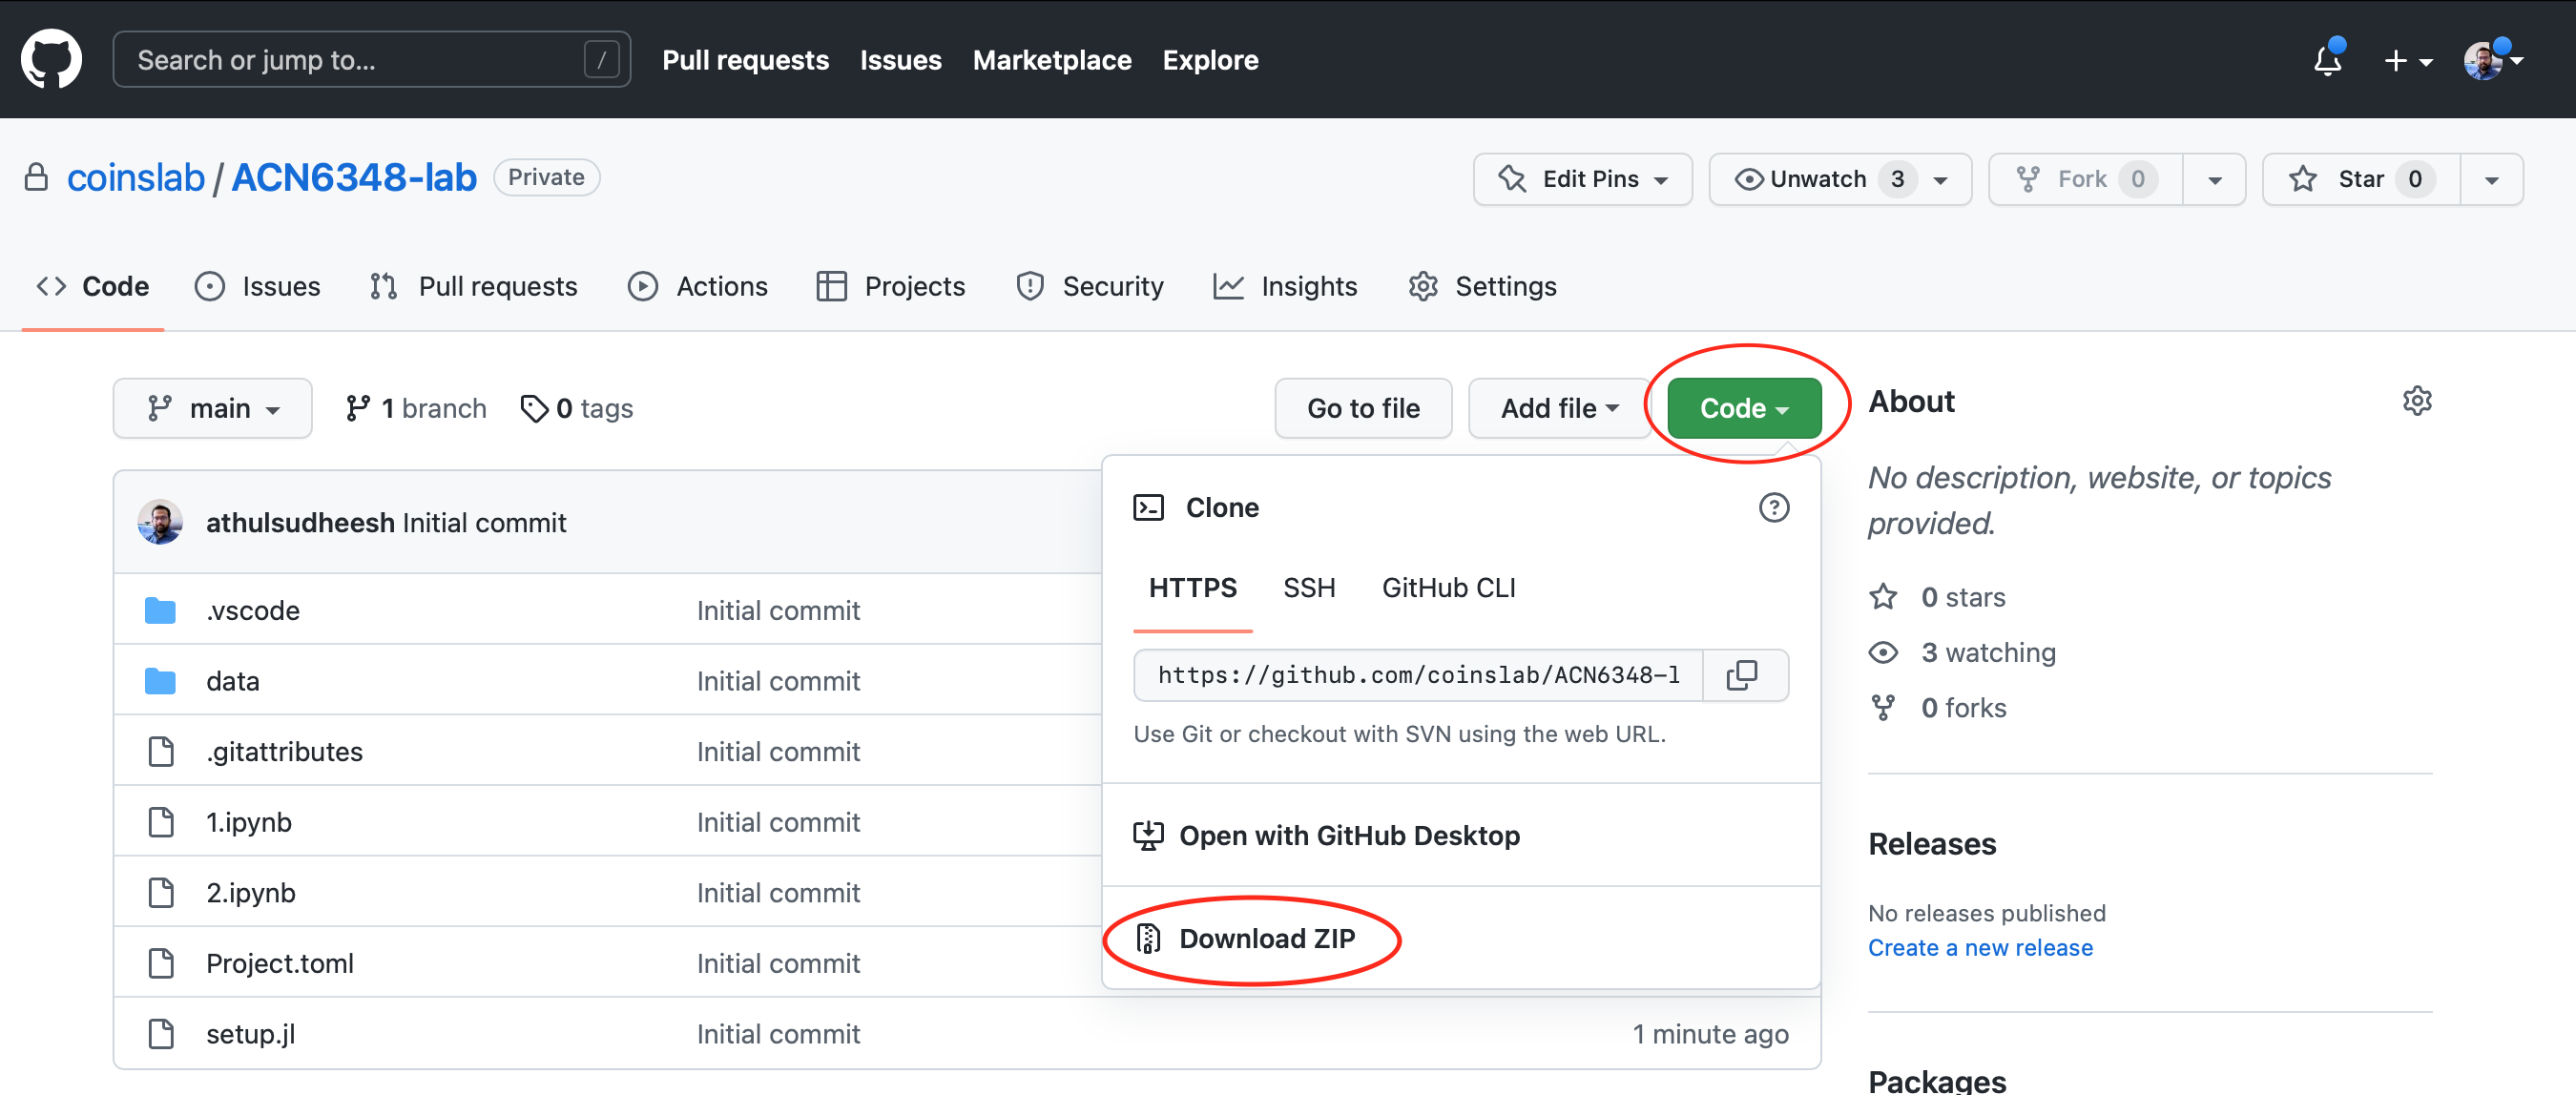 Search or jump to... /
Pull requests Issues Marketplace Explore
coinslab / ACN6348-lab Private
Edit Pins Unwatch 3 Fork 0 Star 0
Code Issues Pull requests Actions Projects Security Insights Settings
main 1 branch 0 tags
Go to file Add file Code
athulsudheesh Initial commit
.vscode Initial commit
data Initial commit
.gitattributes Initial commit
1.ipynb Initial commit
2.ipynb Initial commit
Project.toml Initial commit
setup.jl Initial commit 1 minute ago
Clone
HTTPS SSH GitHub CLI
https://github.com/coinslab/ACN6348-l
Use Git or checkout with SVN using the web URL.
Open with GitHub Desktop
Download ZIP
About
No description, website, or topics
provided.
0 stars
3 watching
0 forks
Releases
No releases published
Create a new release
Packages